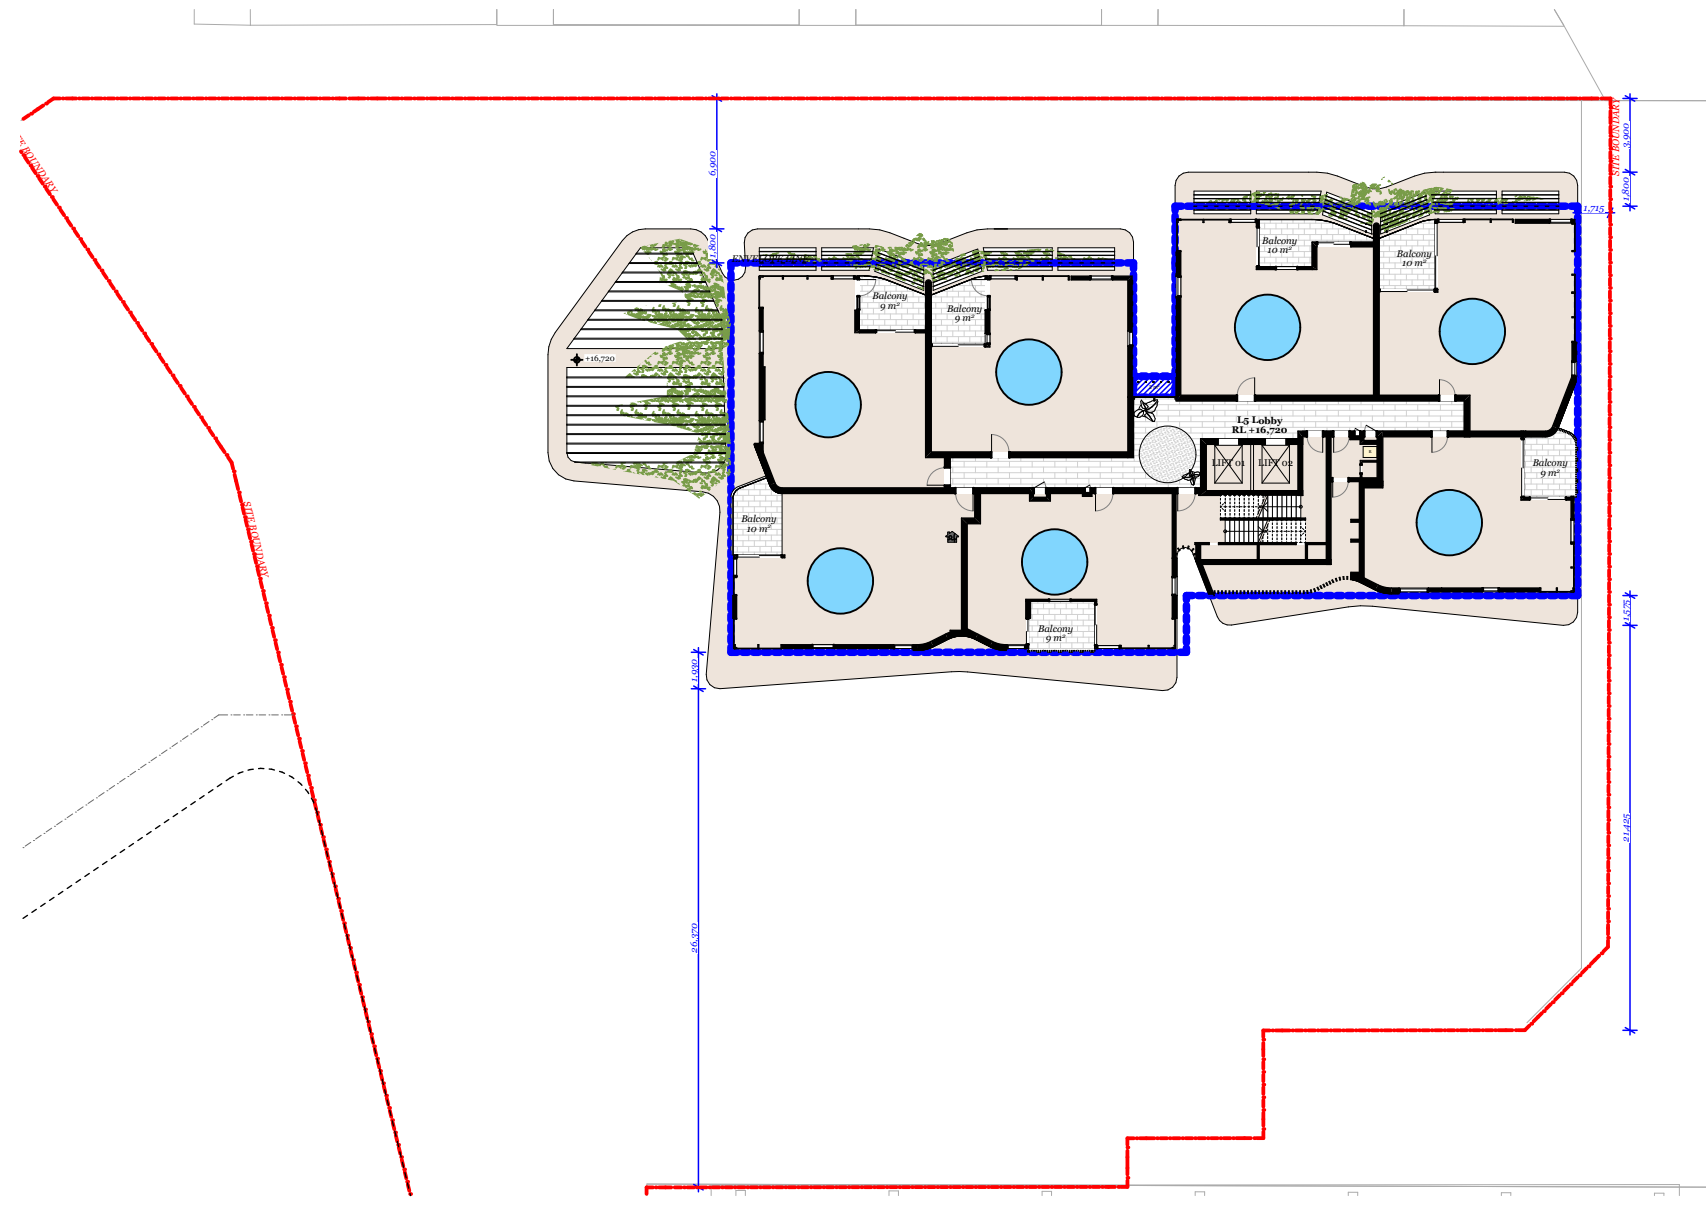 SITE BOUNDARY
3,900
1,800
1,715
6,900
1,800
Balcony
10 m²
Balcony
10 m²
Balcony
9 m²
Balcony
9 m²
+16,720
L5 Lobby
RL +16,720
LIFT 01
LIFT 02
Balcony
9 m²
Balcony
10 m²
SITE BOUNDARY
1,575
Balcony
9 m²
1,930
21,425
26,370